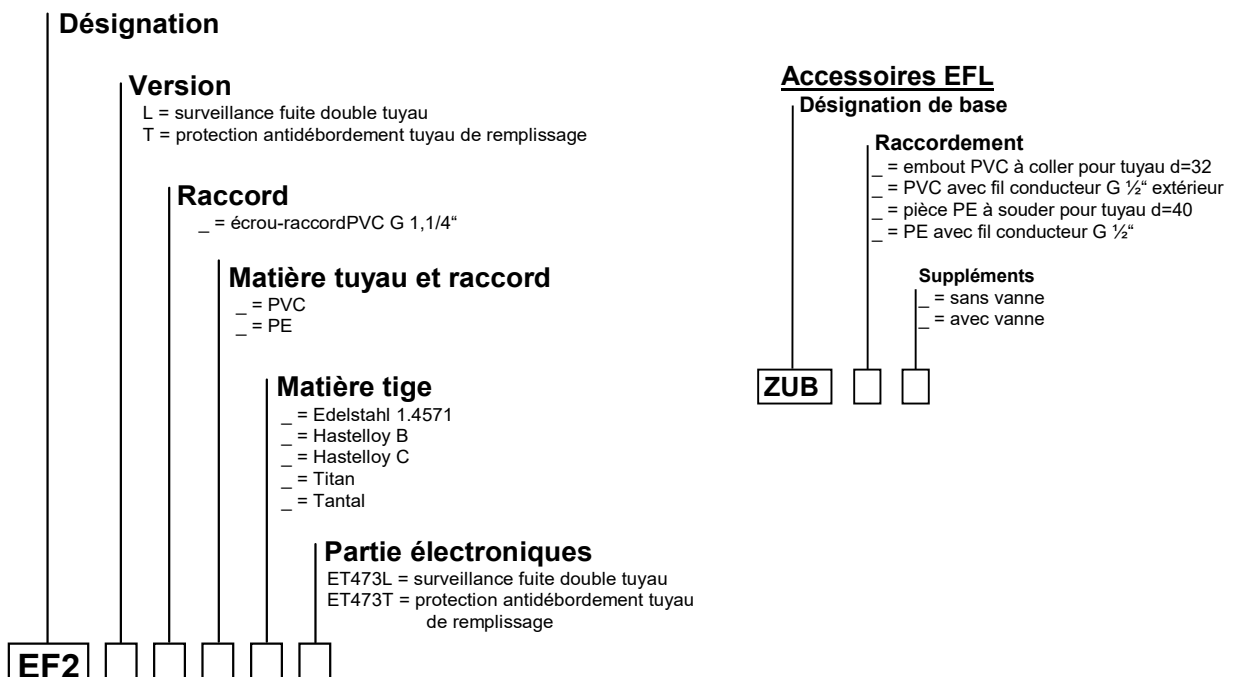 Désignation
Version
L = surveillance fuite double tuyau
T = protection antidébordement tuyau de remplissage
Raccord
_ = écrou-raccordPVC G 1,1/4“
Matière tuyau et raccord
_ = PVC
_ = PE
Matière tige
_ = Edelstahl 1.4571
_ = Hastelloy B
_ = Hastelloy C
_ = Titan
_ = Tantal
Partie électroniques
ET473L = surveillance fuite double tuyau
ET473T = protection antidébordement tuyau
de remplissage
EF2
Accessoires EFL
Désignation de base
Raccordement
_ = embout PVC à coller pour tuyau d=32
_ = PVC avec fil conducteur G ½“ extérieur
_ = pièce PE à souder pour tuyau d=40
_ = PE avec fil conducteur G ½“
Suppléments
_ = sans vanne
_ = avec vanne
ZUB